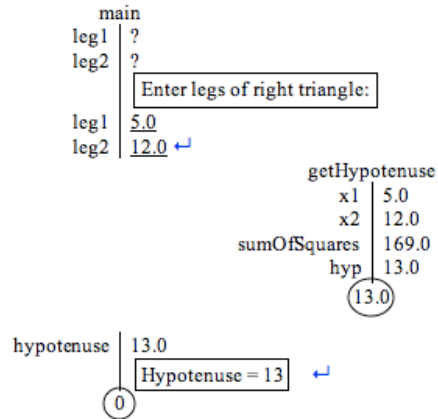 main
leg1 ?
leg2 ?
Enter legs of right triangle:
leg1 5.0
leg2 12.0 ↵
getHypotenuse
x1 5.0
x2 12.0
sumOfSquares 169.0
hyp 13.0
13.0
hypotenuse 13.0
Hypotenuse = 13 ↵
0